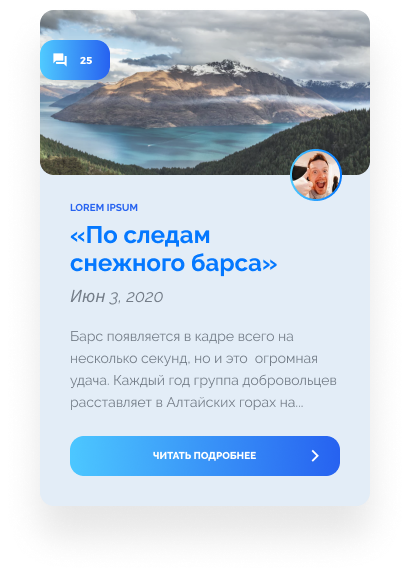 25
LOREM IPSUM
«По следам
снежного барса»
Июн 3, 2020
Барс появляется в кадре всего на
несколько секунд, но и это  огромная
удача. Каждый год группа добровольцев
расставляет в Алтайских горах на...
ЧИТАТЬ ПОДРОБНЕЕ